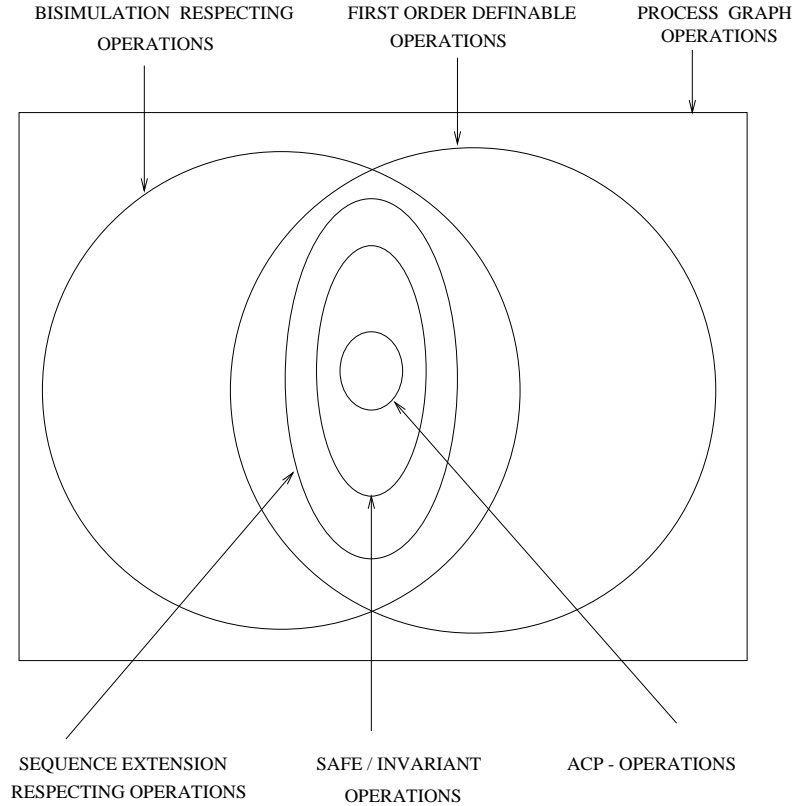 BISIMULATION RESPECTING
OPERATIONS
FIRST ORDER DEFINABLE
OPERATIONS
PROCESS GRAPH
OPERATIONS
SEQUENCE EXTENSION
RESPECTING OPERATIONS
SAFE / INVARIANT
OPERATIONS
ACP - OPERATIONS